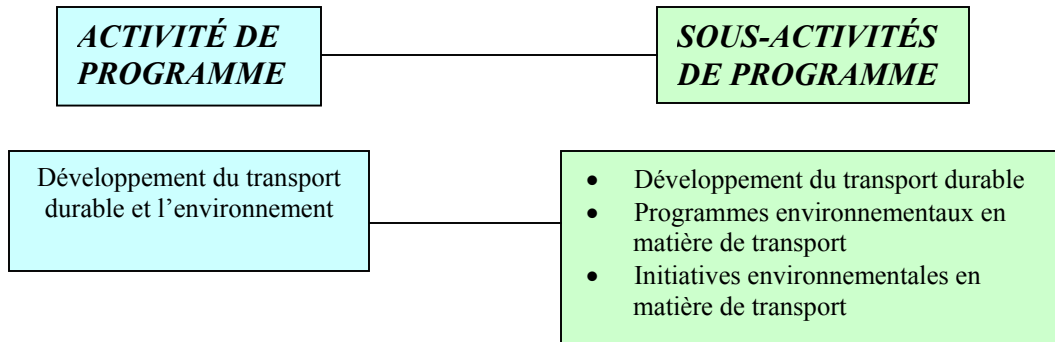 ACTIVITÉ DE
PROGRAMME
SOUS-ACTIVITÉS
DE PROGRAMME
Développement du transport
durable et l'environnement
• Développement du transport durable
• Programmes environnementaux en
matière de transport
• Initiatives environnementales en
matière de transport